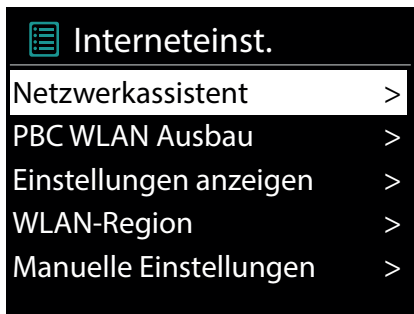 Interneteinst.
Netzwerkassistent >
PBC WLAN Ausbau >
Einstellungen anzeigen >
WLAN-Region >
Manuelle Einstellungen >